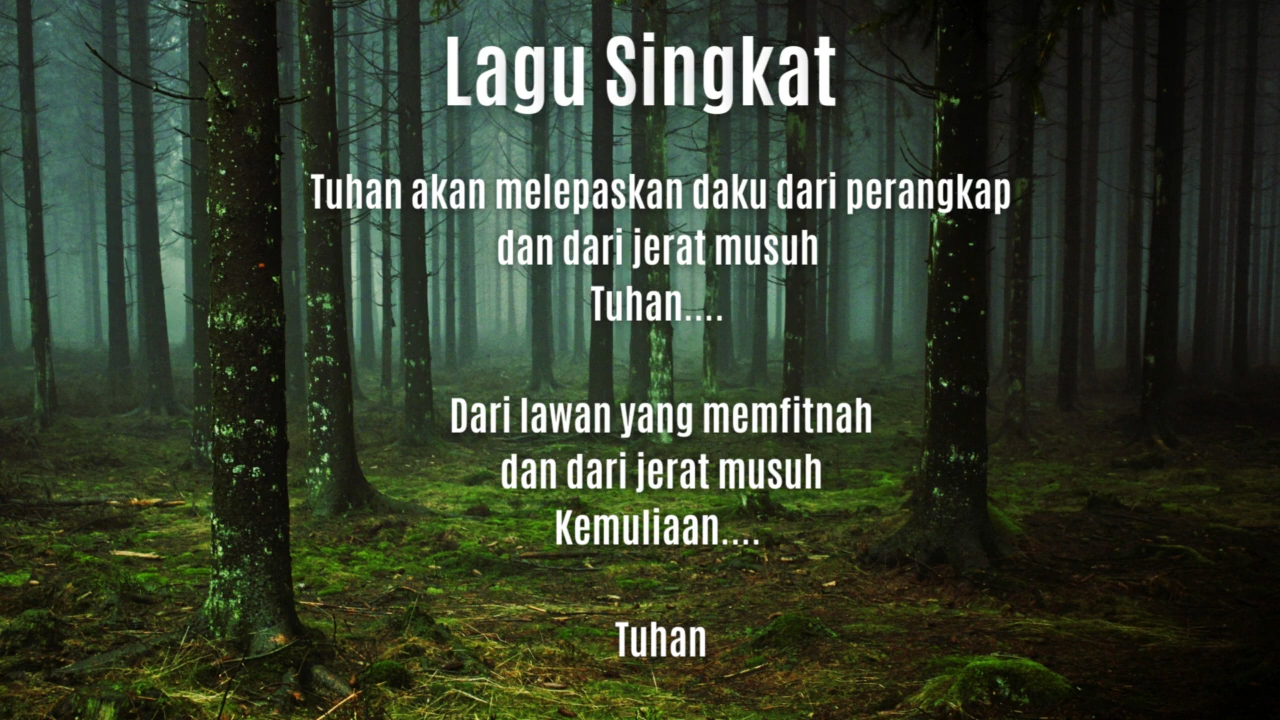 Lagu Singkat
Tuhan akan melepaskan daku dari perangkap
dan dari jerat musuh
Tuhan....
Dari lawan yang memfitnah
dan dari jerat musuh
Kemuliaan....
Tuhan